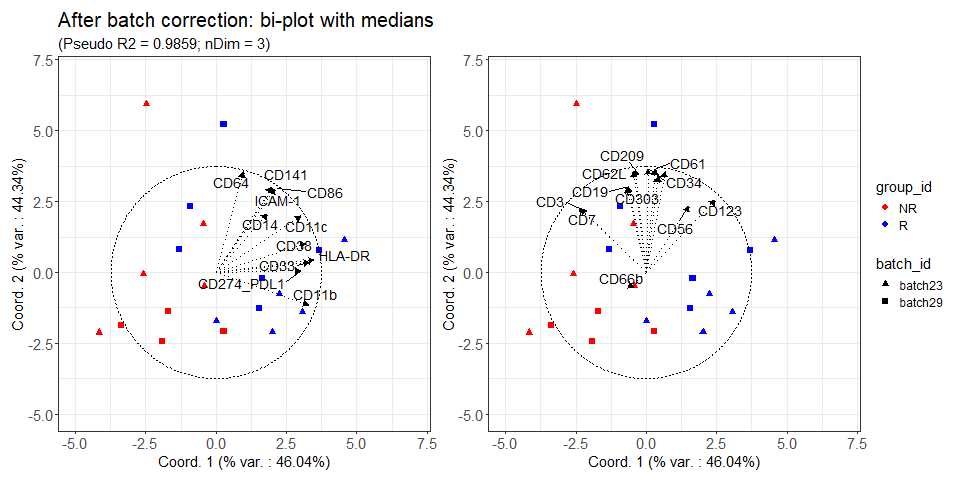 After batch correction: bi-plot with medians
(Pseudo R2 = 0.9859; nDim = 3)
Coord. 2 (% var. : 44.34%)
7.5
5.0
2.5
0.0
-2.5
-5.0
CD64
CD141
CD86
ICAM-1
CD14
CD11c
CD38
HLA-DR
CD33
CD274_PDL1
CD11b
-5.0 -2.5 0.0 2.5 5.0 7.5
Coord. 1 (% var. : 46.04%)
Coord. 2 (% var. : 44.34%)
7.5
5.0
2.5
0.0
-2.5
-5.0
CD209
CD61
CD62L
CD34
CD19
CD303
CD3
CD7
CD123
CD56
CD66b
-5.0 -2.5 0.0 2.5 5.0 7.5
Coord. 1 (% var. : 46.04%)
group_id
NR
R
batch_id
batch23
batch29